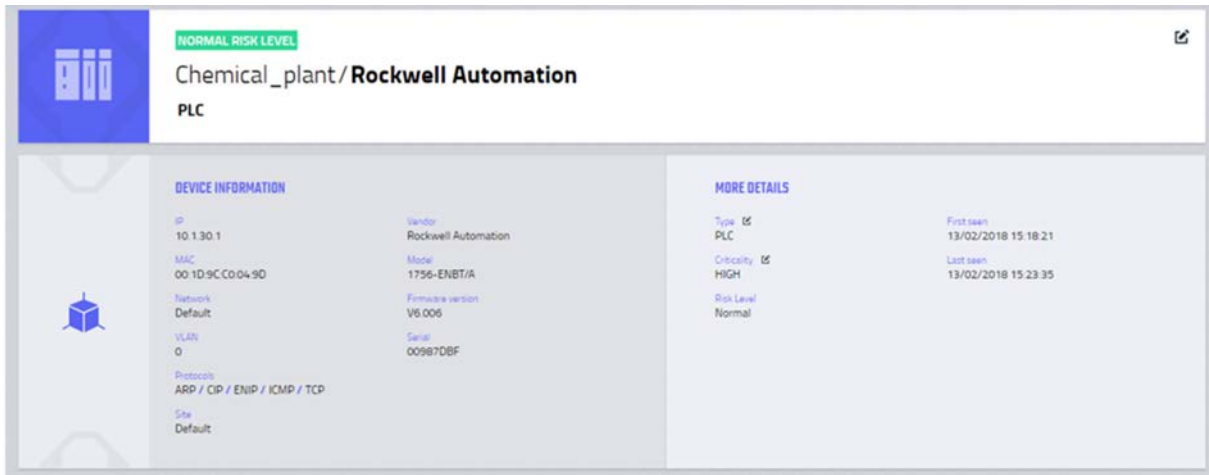 NORMAL RISK LEVEL
Chemical_plant/Rockwell Automation
PLC
DEVICE INFORMATION
IP
10.1.30.1
MAC
00:1D:9C:C0:04:9D
Network
Default
VLAN
0
Protocols
ARP / CIP / ENIP / ICMP / TCP
Site
Default
Vendor
Rockwell Automation
Model
1756-ENBT/A
Firmware version
V6.006
Serial
00987DBF
MORE DETAILS
Type
PLC
Criticality
HIGH
Risk Level
Normal
First seen
13/02/2018 15:18:21
Last seen
13/02/2018 15:23:35